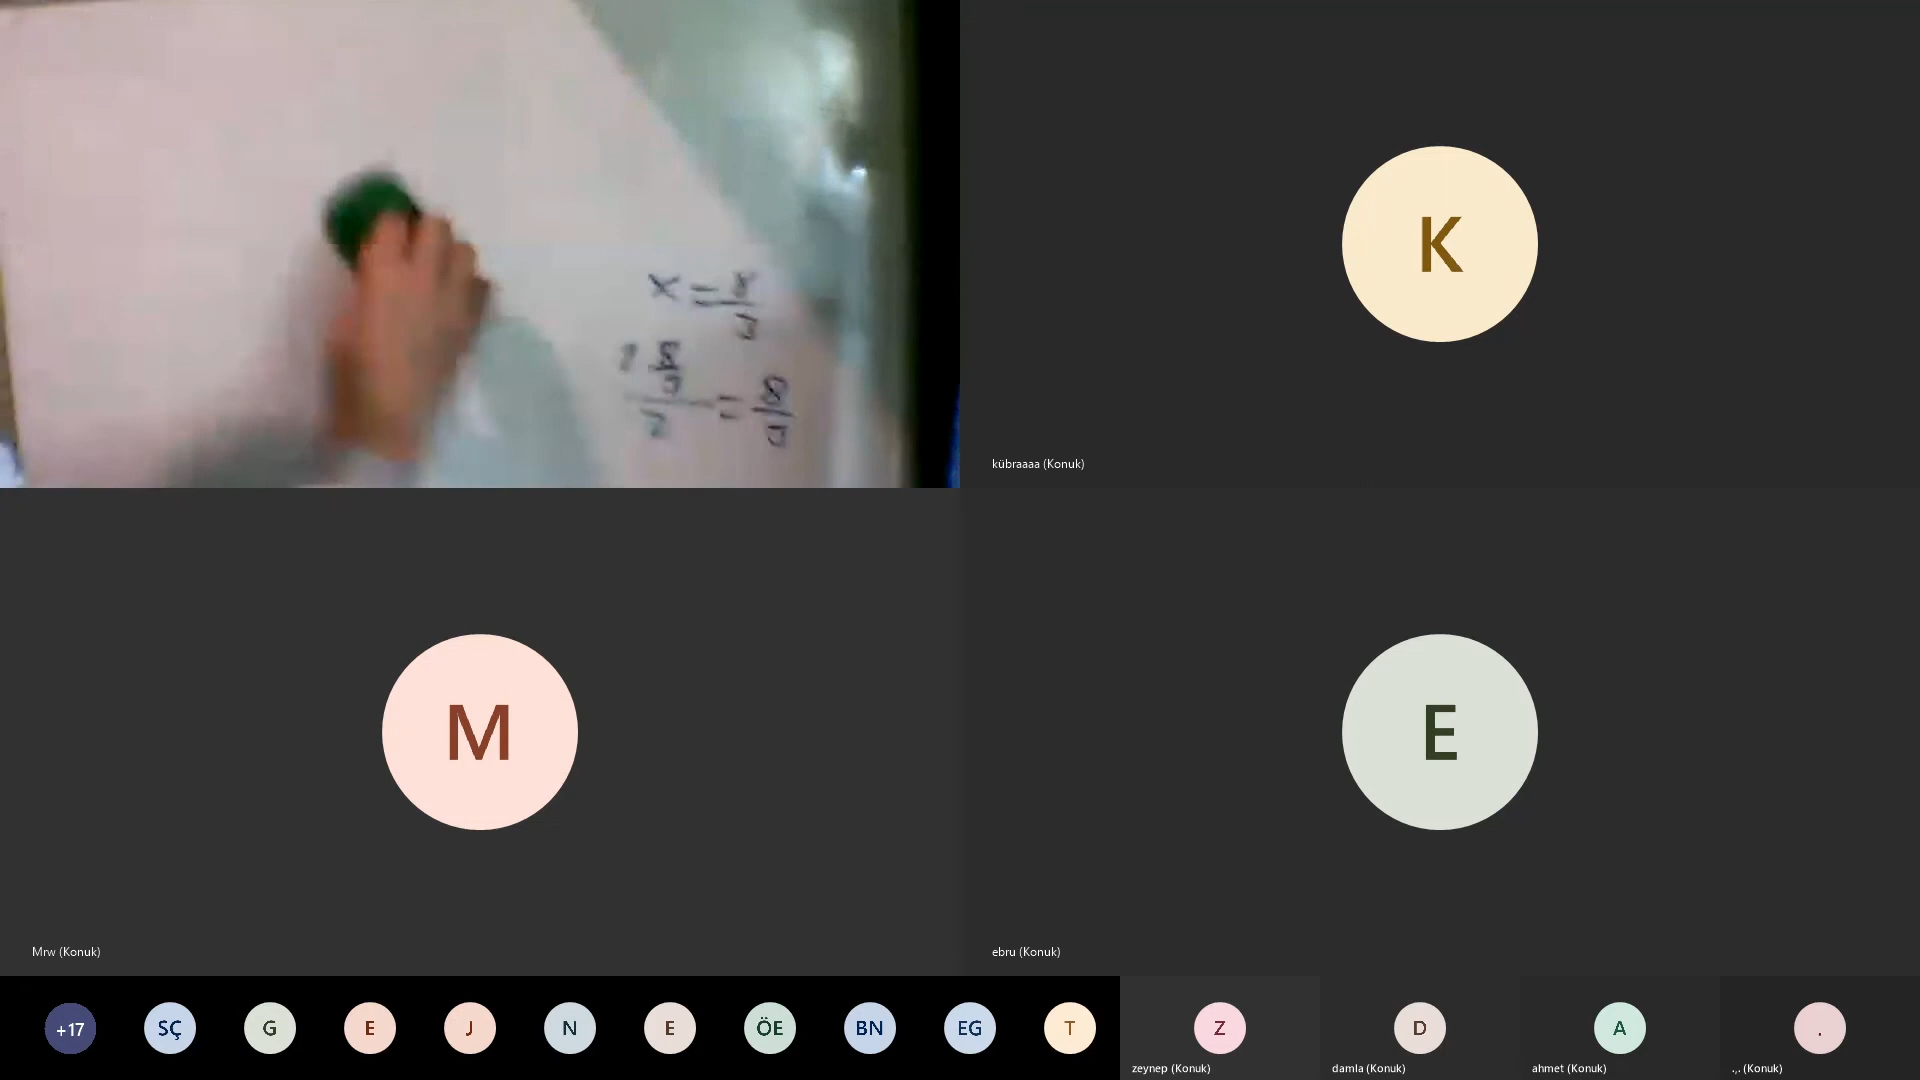 K
kübraaaa (Konuk)
M
E
Mrw (Konuk)
ebru (Konuk)
+17
SÇ
G
E
J
N
E
ÖE
BN
EG
T
Z
D
A
.
zeynep (Konuk)
damla (Konuk)
ahmet (Konuk)
.,. (Konuk)